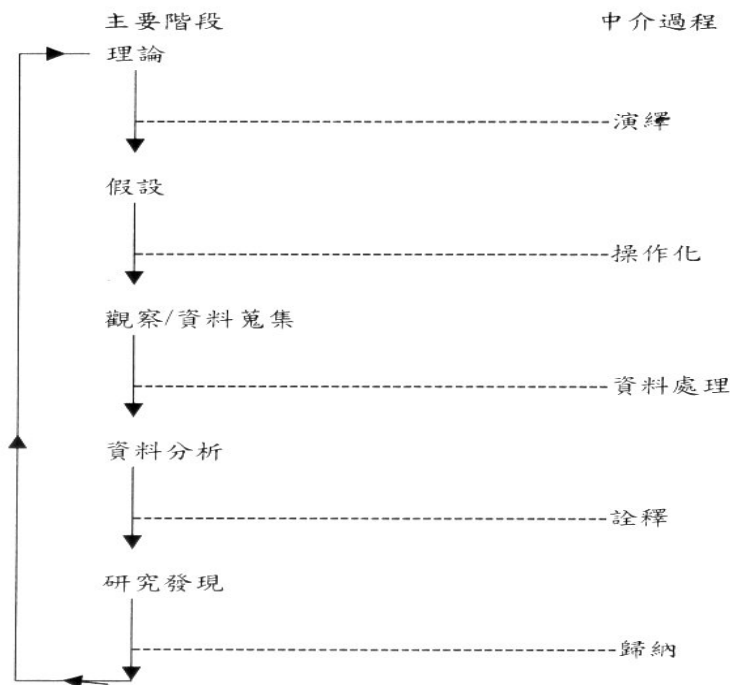 主要階段 中介過程
理論
演繹
假設
操作化
觀察/資料蒐集
資料處理
資料分析
詮釋
研究發現
歸納